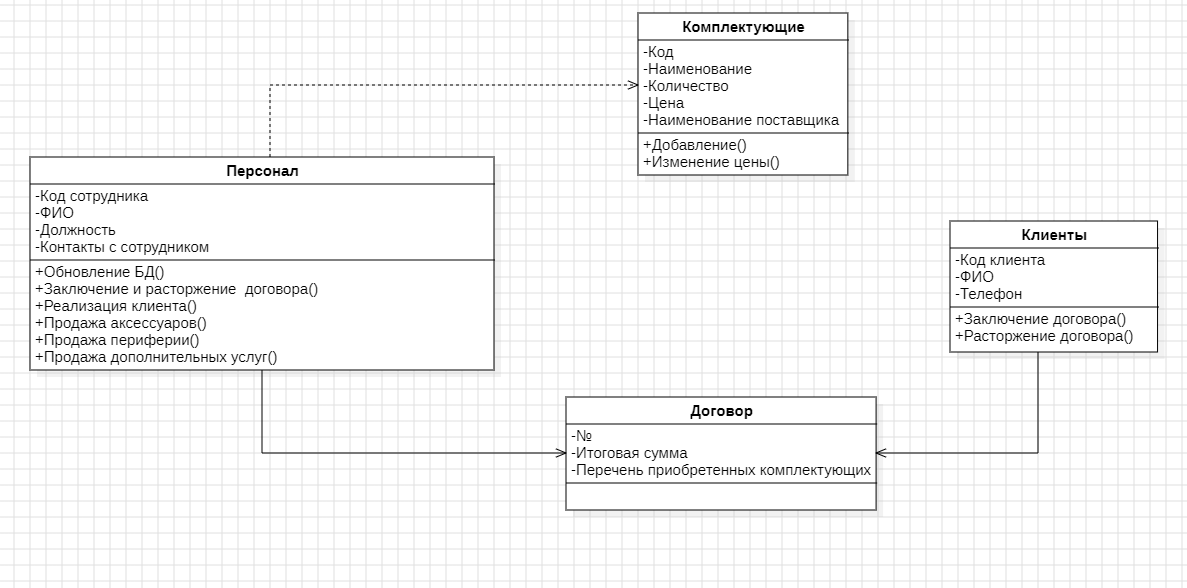 Комплектующие
-Код
-Наименование
-Количество
-Цена
-Наименование поставщика
+Добавление()
+Изменение цены()
Персонал
-Код сотрудника
-ФИО
-Должность
-Контакты с сотрудником
+Обновление БД()
+Заключение и расторжение  договора()
+Реализация клиента()
+Продажа аксессуаров()
+Продажа периферии()
+Продажа дополнительных услуг()
Клиенты
-Код клиента
-ФИО
-Телефон
+Заключение договора()
+Расторжение договора()
Договор
-№
-Итоговая сумма
-Перечень приобретенных комплектующих